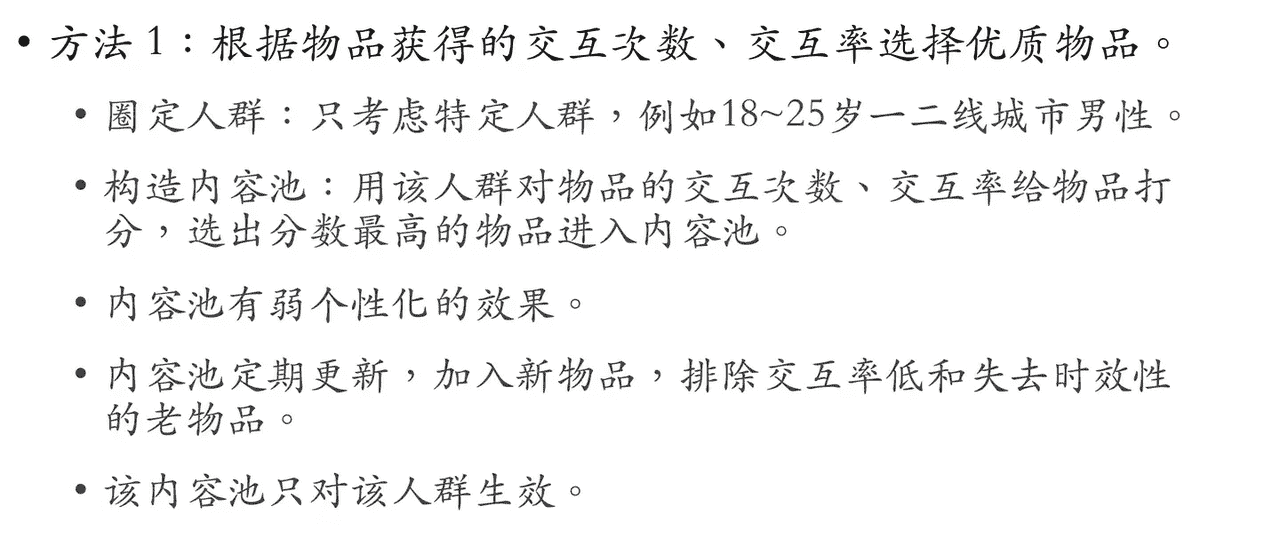 • 方法 1：根据物品获得的交互次数、交互率选择优质物品。
• 圈定人群：只考虑特定人群，例如18~25岁一二线城市男性。
• 构造内容池：用该人群对物品的交互次数、交互率给物品打
分，选出分数最高的物品进入内容池。
• 内容池有弱个性化的效果。
• 内容池定期更新，加入新物品，排除交互率低和失去时效性
的老物品。
• 该内容池只对该人群生效。